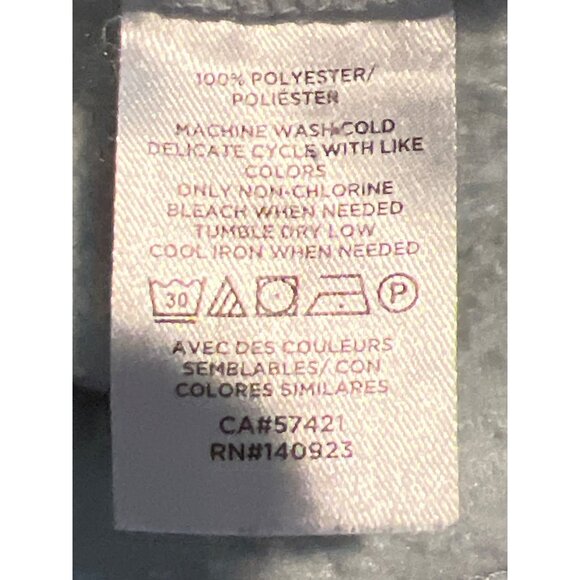 100% POLYESTER/
POLIÉSTER
MACHINE WASH COLD
DELICATE CYCLE WITH LIKE
COLORS
ONLY NON-CHLORINE
BLEACH WHEN NEEDED
TUMBLE DRY LOW
COOL IRON WHEN NEEDED
30 P
AVEC DES COULEURS
SEMBLABLES/ CON
COLORES SIMILARES
CA#57421
RN#140923